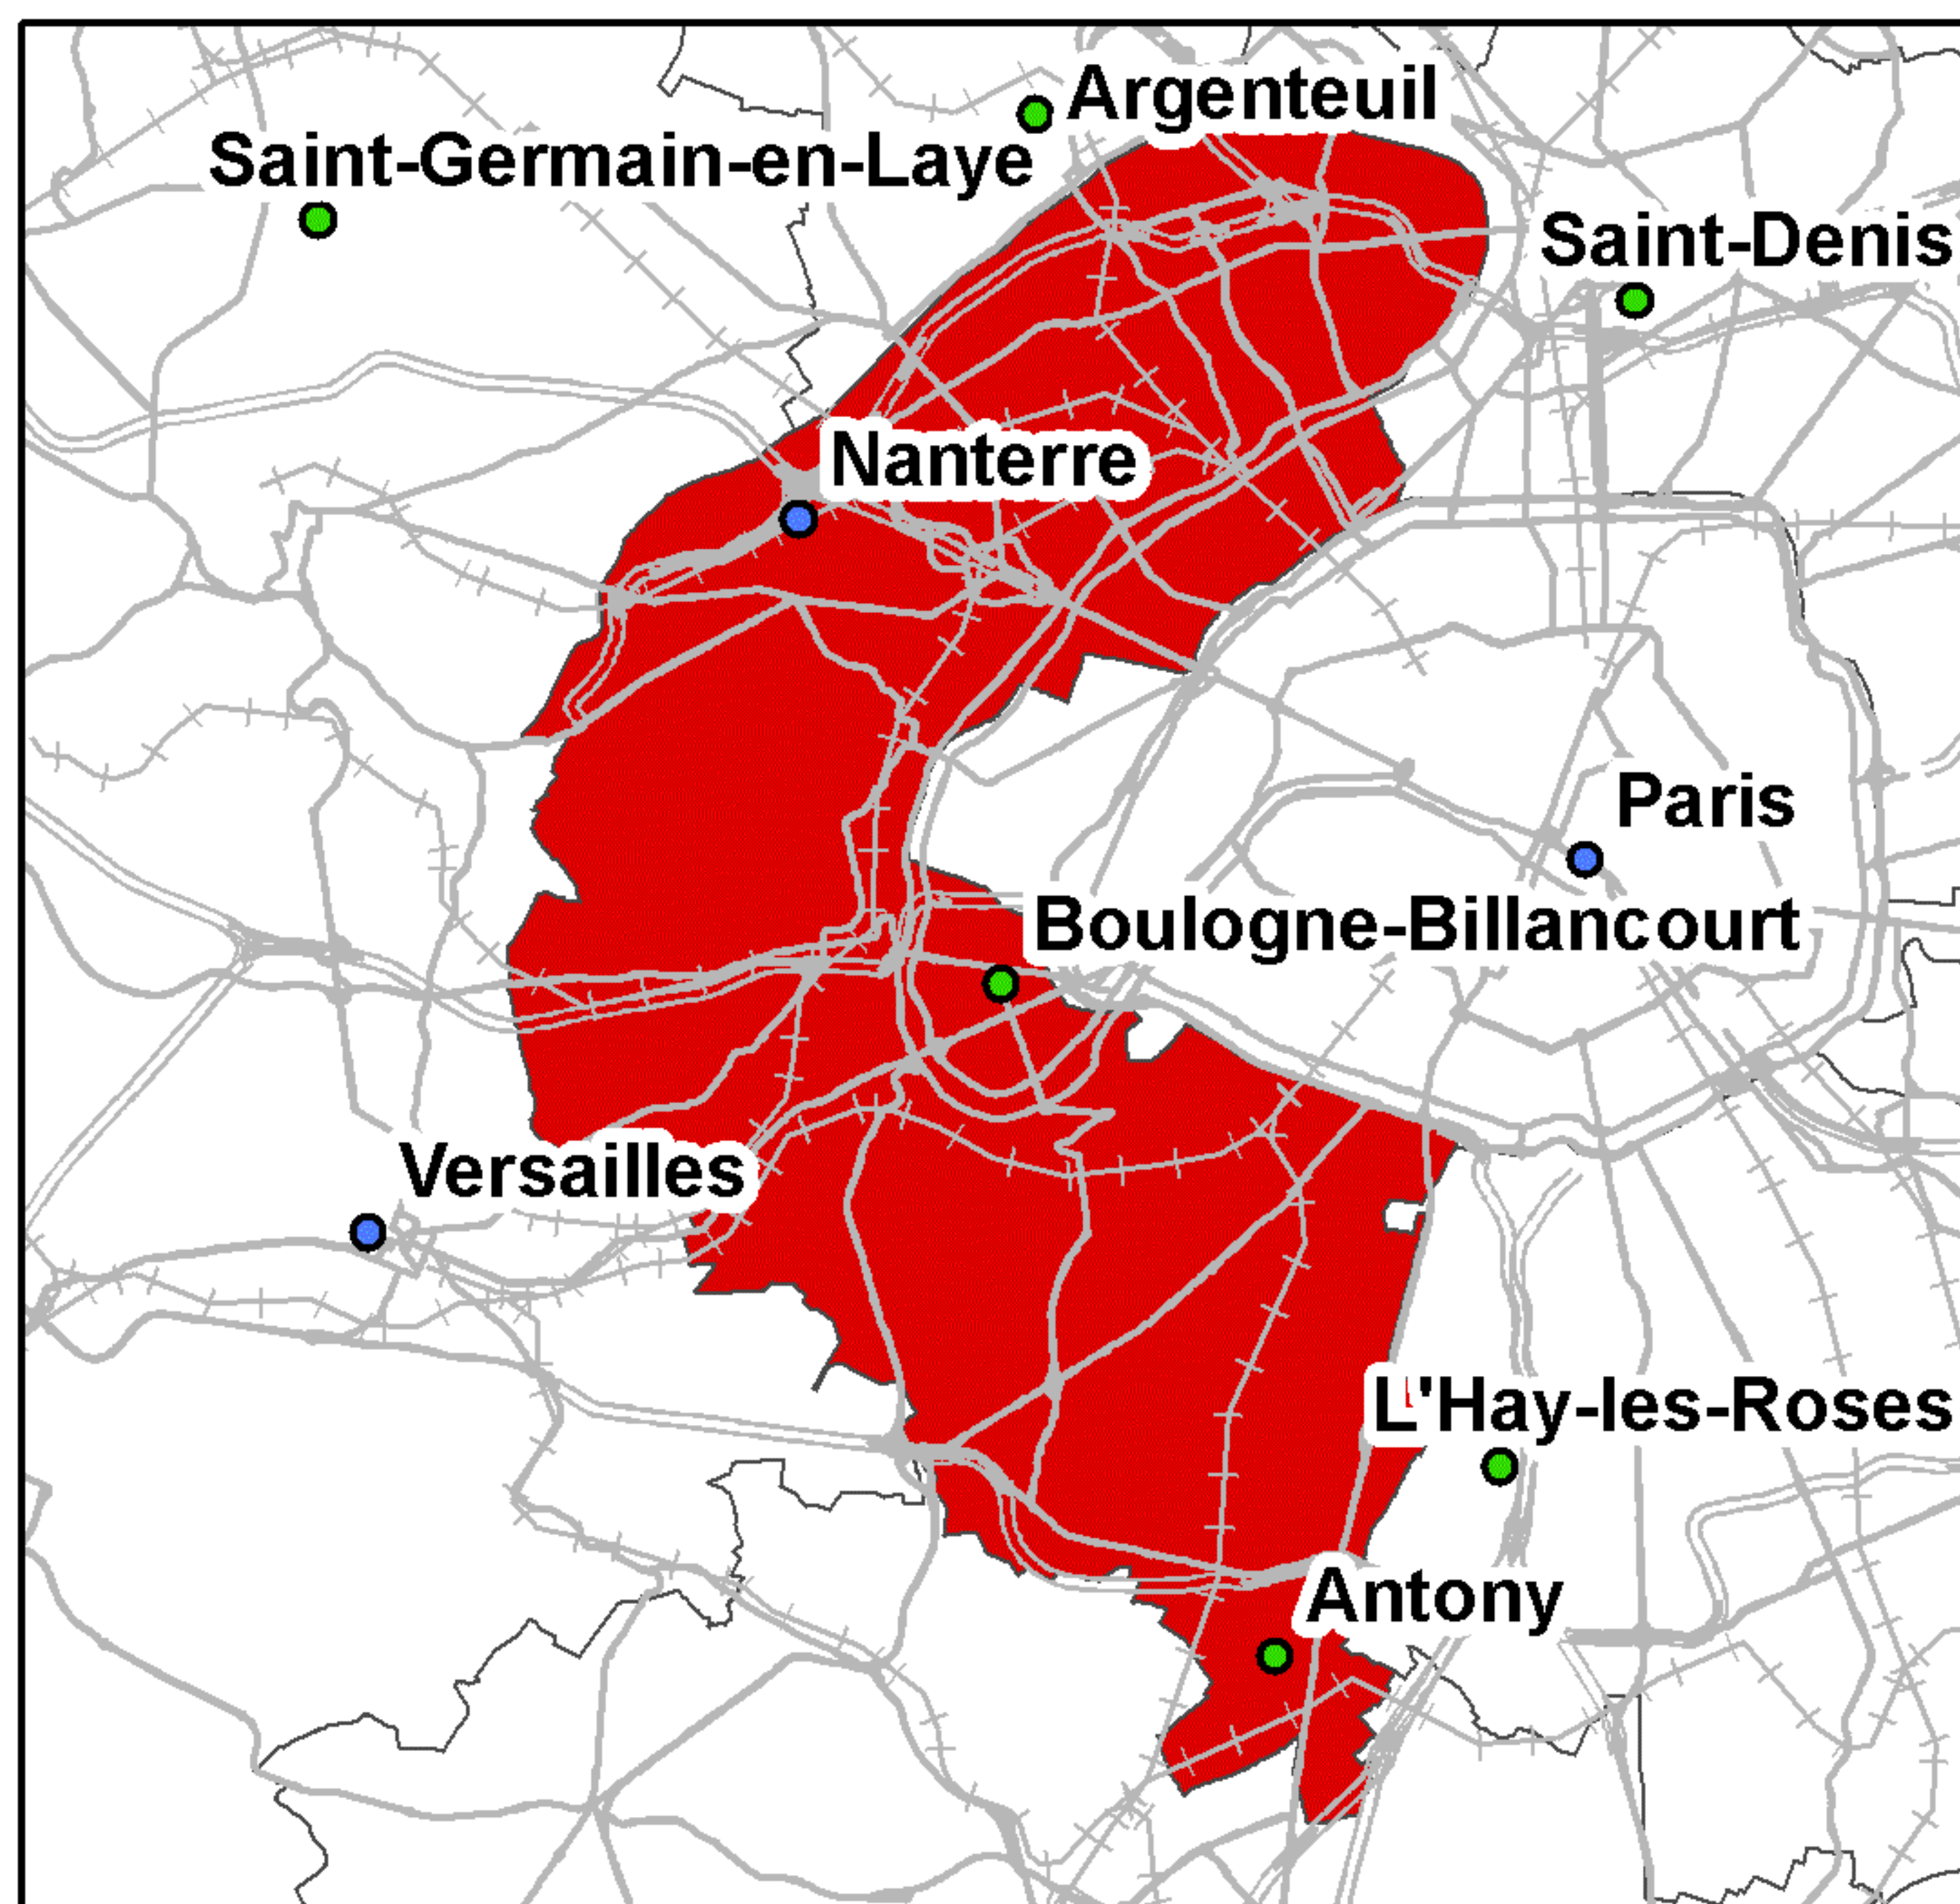 Argenteuil
Saint-Germain-en-Laye
Saint-Denis
Nanterre
Paris
Boulogne-Billancourt
Versailles
L'Hay-les-Roses
Antony